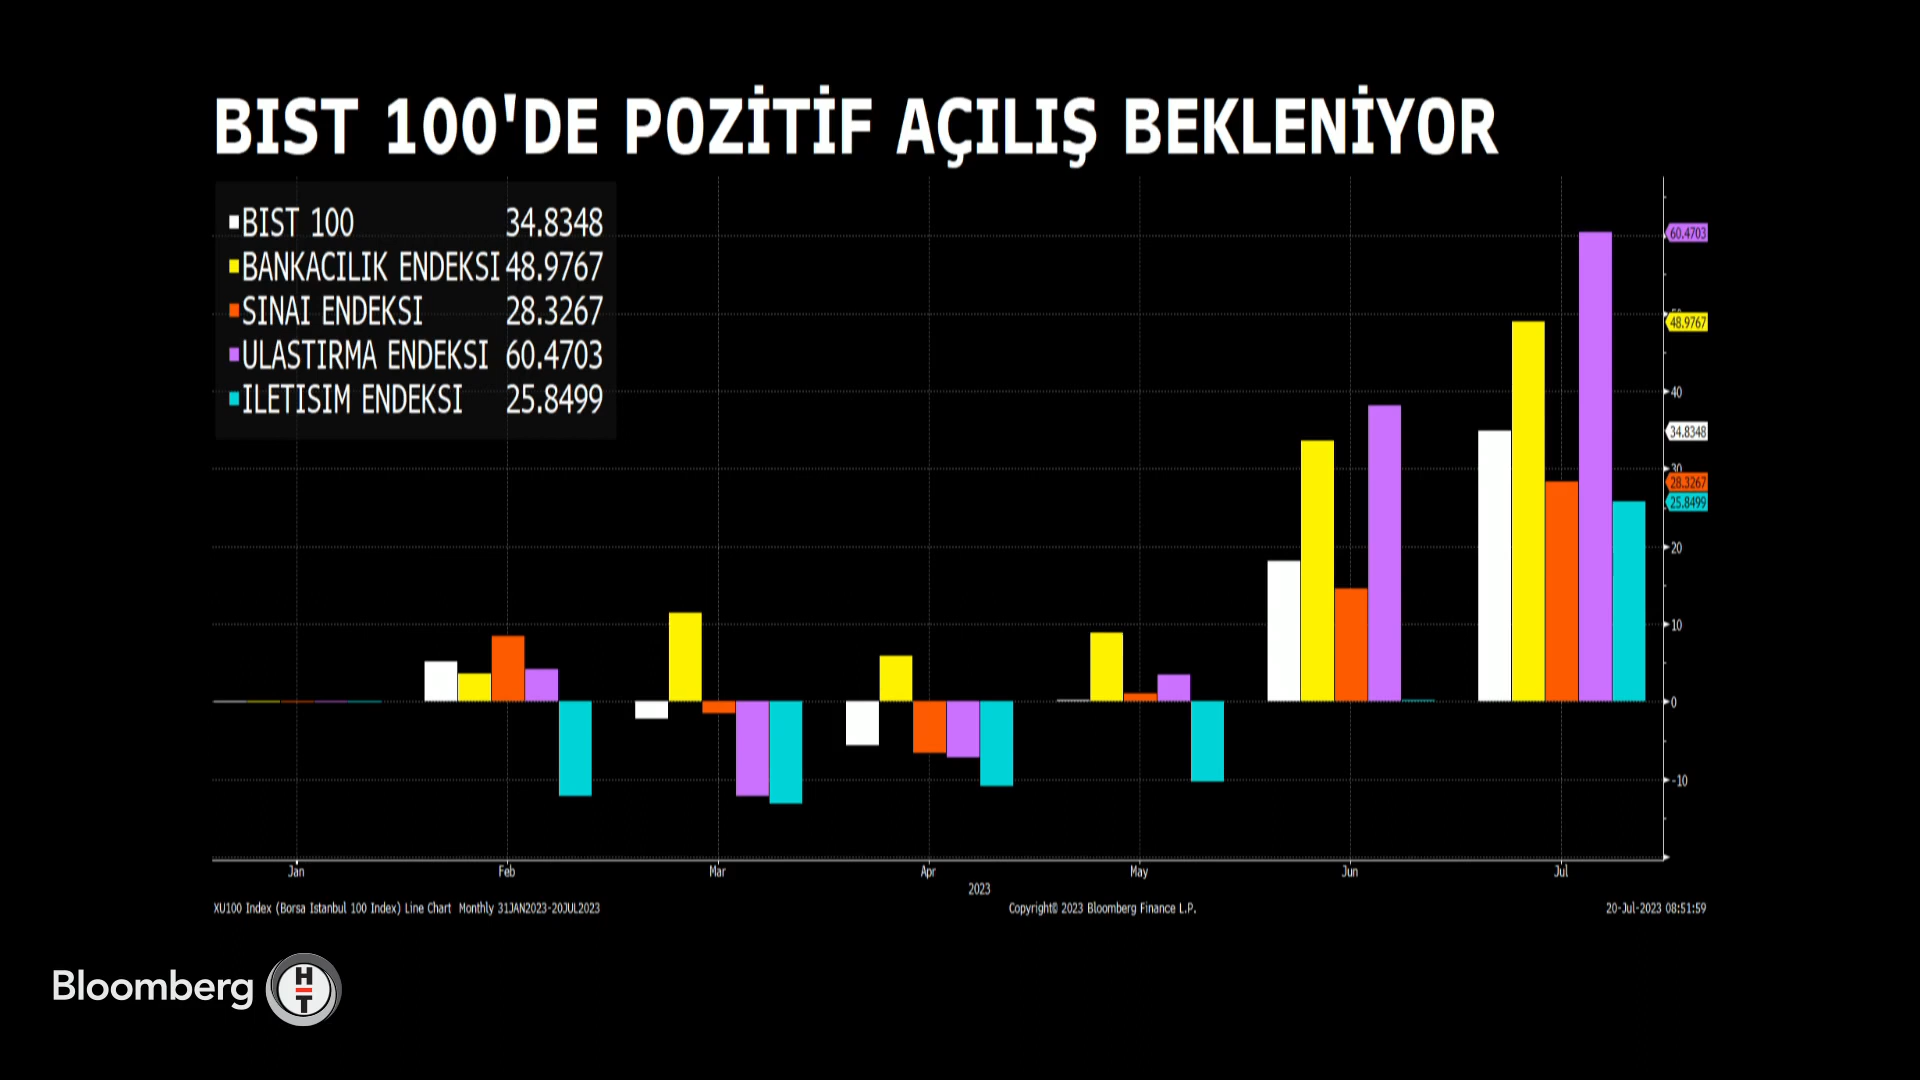 BIST 100'DE POZİTİF AÇILIŞ BEKLENİYOR
BIST 100 34.8348
BANKACILIK ENDEKSI 48.9767
SINAI ENDEKSI 28.3267
ULASTIRMA ENDEKSI 60.4703
ILETISIM ENDEKSI 25.8499
60.4703
48.9767
40
34.8348
30
28.3267
25.8499
20
10
0
-10
Jan Feb Mar Apr May Jun Jul
2023
XU100 Index (Borsa Istanbul 100 Index) Line Chart Monthly 31JAN2023-20JUL2023 Copyright© 2023 Bloomberg Finance L.P. 20-Jul-2023 08:51:59
Bloomberg HT